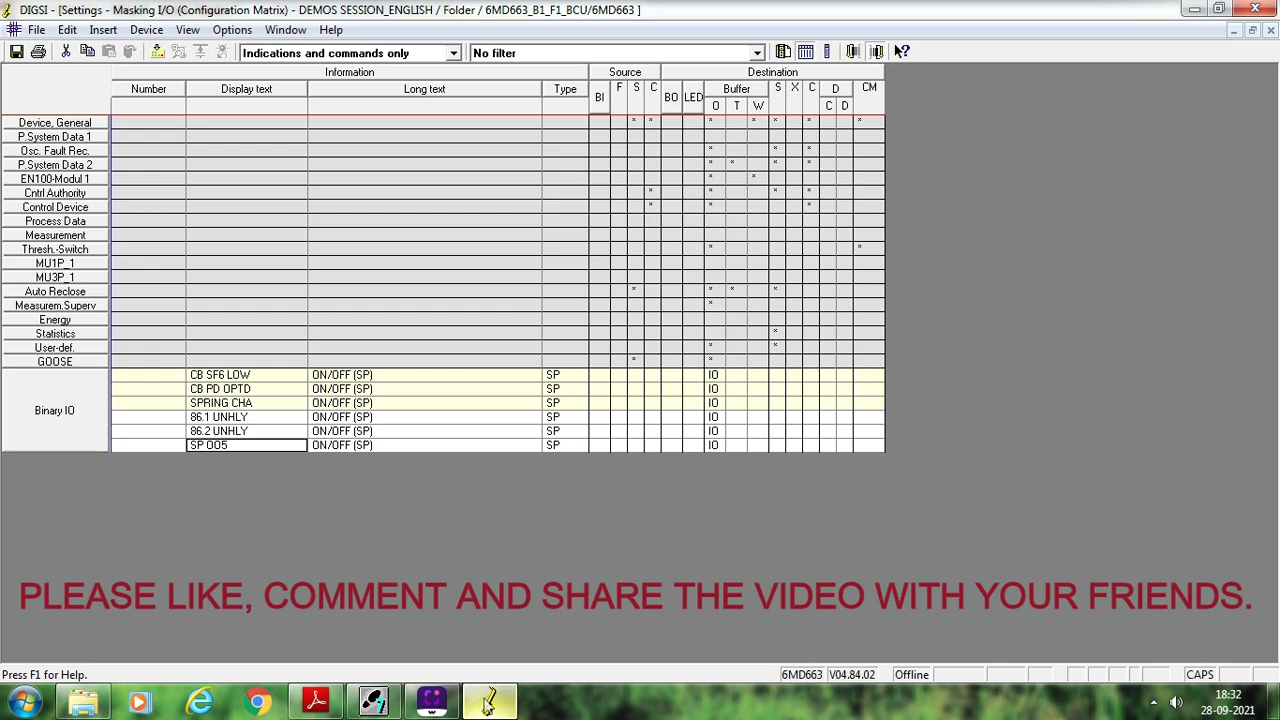 DIGSI - [Settings - Masking I/O (Configuration Matrix) - DEMOS SESSION_ENGLISH / Folder / 6MD663_B1_F1_BCU/6MD663 ]
File Edit Insert Device View Options Window Help
Indications and commands only No filter
Information Source Destination
Number Display text Long text Type BI F S C BO LED Buffer S X C D CM
O T W C D
Device, General * * * * * * *
P.System Data 1
Osc. Fault Rec. * * *
P.System Data 2 * * * *
EN100-Modul 1 * *
Cntrl Authority * * * *
Control Device * * *
Process Data
Measurement
Thresh.-Switch * *
MU1P_1
MU3P_1
Auto Reclose * * * *
Measurem.Superv *
Energy
Statistics *
User-def. * *
GOOSE * *
Binary IO
CB SF6 LOW ON/OFF (SP) SP IO
CB PD OPTD ON/OFF (SP) SP IO
SPRING CHA ON/OFF (SP) SP IO
86.1 UNHLY ON/OFF (SP) SP IO
86.2 UNHLY ON/OFF (SP) SP IO
SP 005 ON/OFF (SP) SP IO
PLEASE LIKE, COMMENT AND SHARE THE VIDEO WITH YOUR FRIENDS.
Press F1 for Help. 6MD663 V04.84.02 Offline CAPS
18:32
28-09-2021